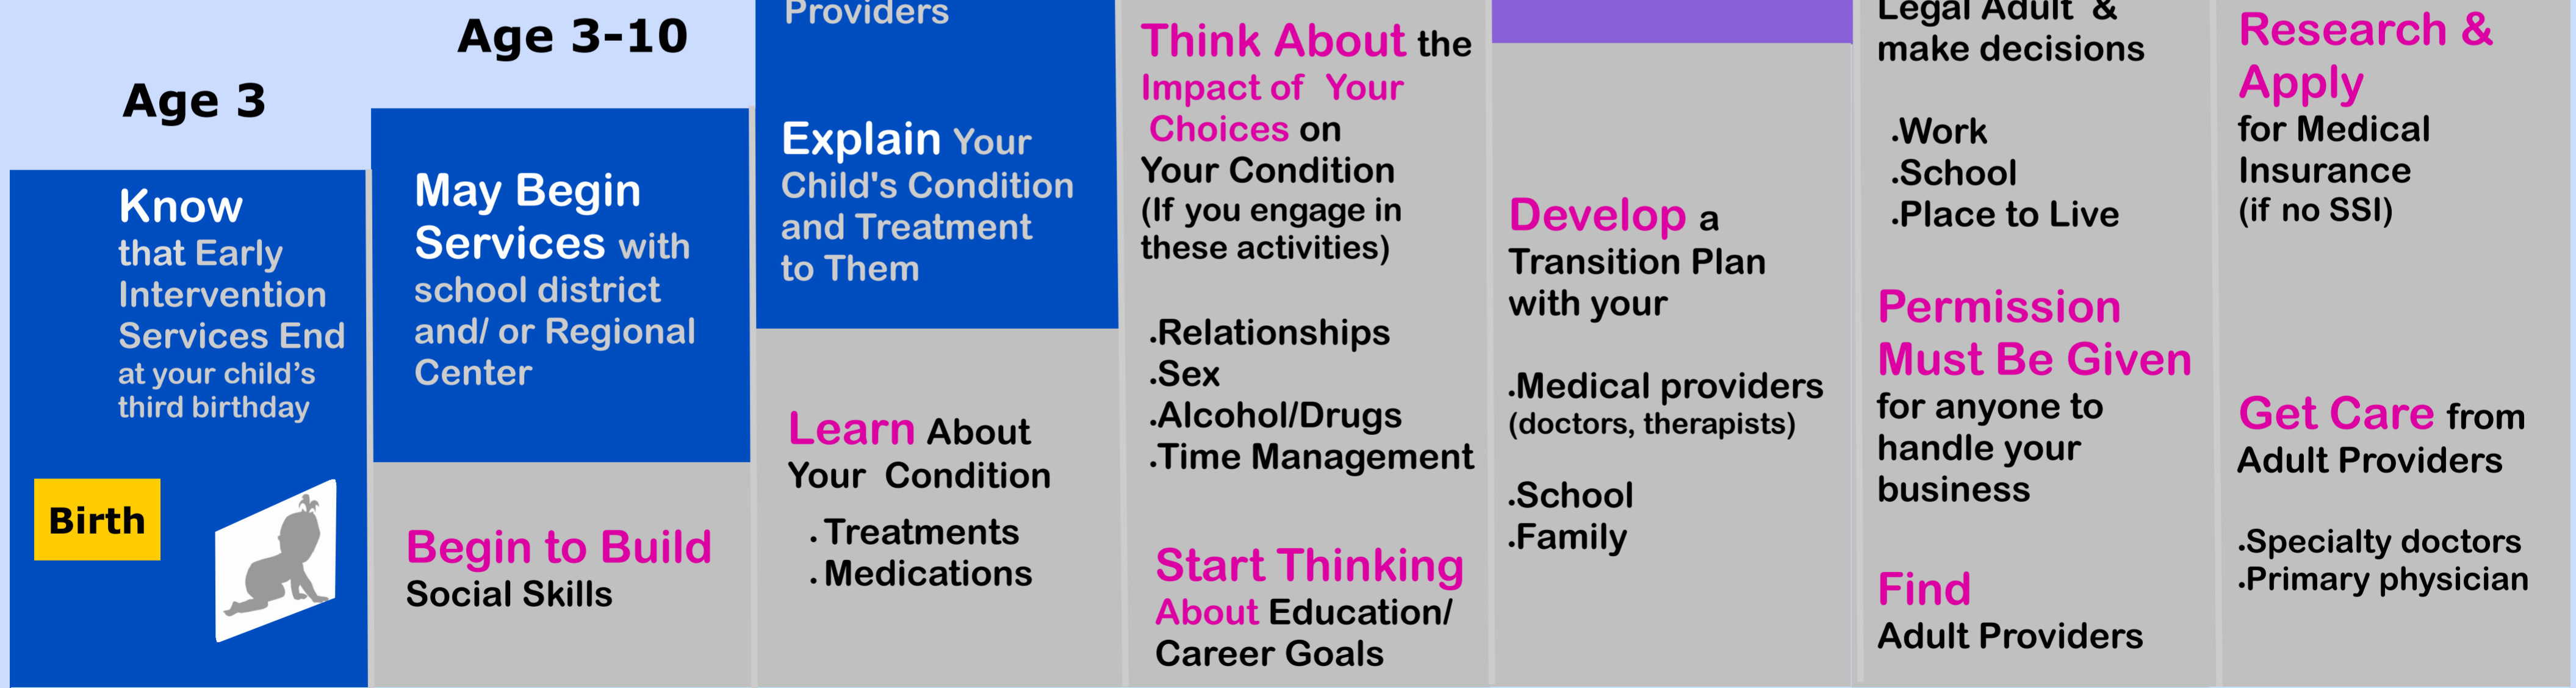 Age 3
Know
that Early
Intervention
Services End
at your child’s
third birthday
Birth
Age 3-10
May Begin
Services with
school district
and/ or Regional
Center
Begin to Build
Social Skills
Providers
Explain Your
Child's Condition
and Treatment
to Them
Learn About
Your Condition
. Treatments
. Medications
Think About the
Impact of Your
Choices on
Your Condition
(If you engage in
these activities)
.Relationships
.Sex
.Alcohol/Drugs
.Time Management
Start Thinking
About Education/
Career Goals
Develop a
Transition Plan
with your
.Medical providers
(doctors, therapists)
.School
.Family
Legal Adult &
make decisions
.Work
.School
.Place to Live
Permission
Must Be Given
for anyone to
handle your
business
Find
Adult Providers
Research &
Apply
for Medical
Insurance
(if no SSI)
Get Care from
Adult Providers
.Specialty doctors
.Primary physician